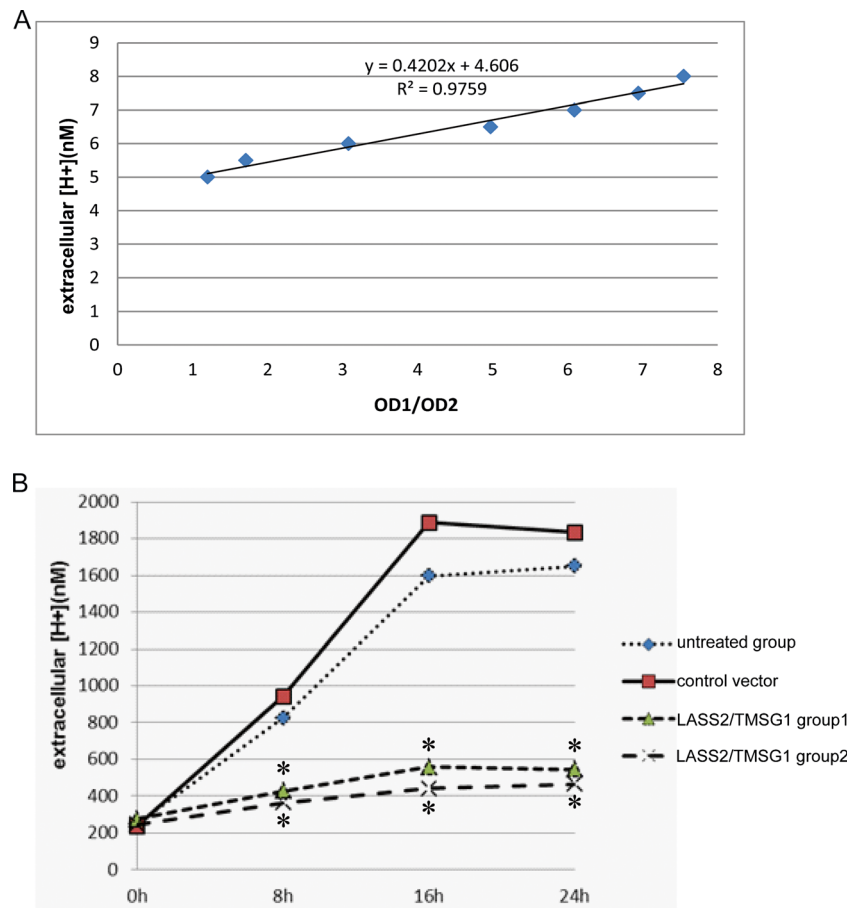 A
9
8
7
6
5
4
3
2
1
0
y = 0.4202x + 4.606
R² = 0.9759
extracellular [H+](nM)
0 1 2 3 4 5 6 7 8
OD1/OD2
B
2000
1800
1600
1400
1200
1000
800
600
400
200
0
extracellular [H+](nM)
* * *
* * *
0h 8h 16h 24h
untreated group
control vector
LASS2/TMSG1 group1
LASS2/TMSG1 group2